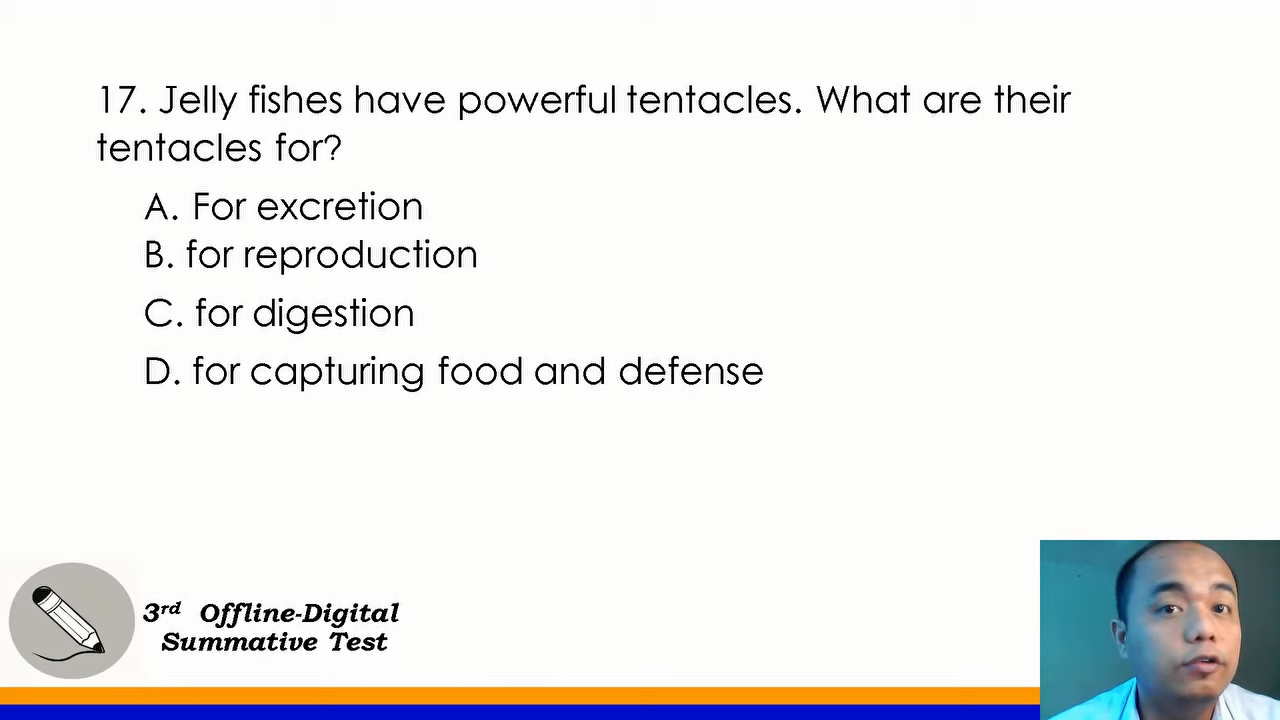 17. Jelly fishes have powerful tentacles. What are their
tentacles for?
A. For excretion
B. for reproduction
C. for digestion
D. for capturing food and defense
3rd Offline-Digital
Summative Test